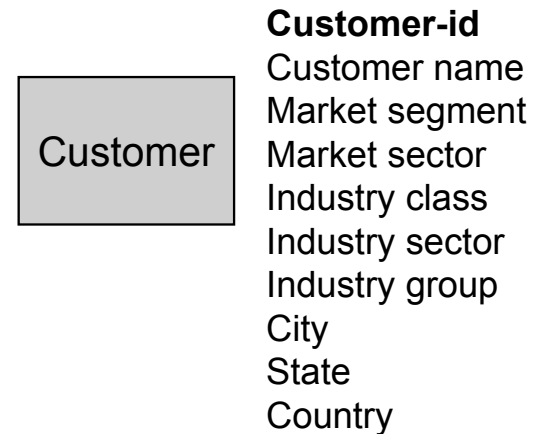 Customer
Customer-id
Customer name
Market segment
Market sector
Industry class
Industry sector
Industry group
City
State
Country